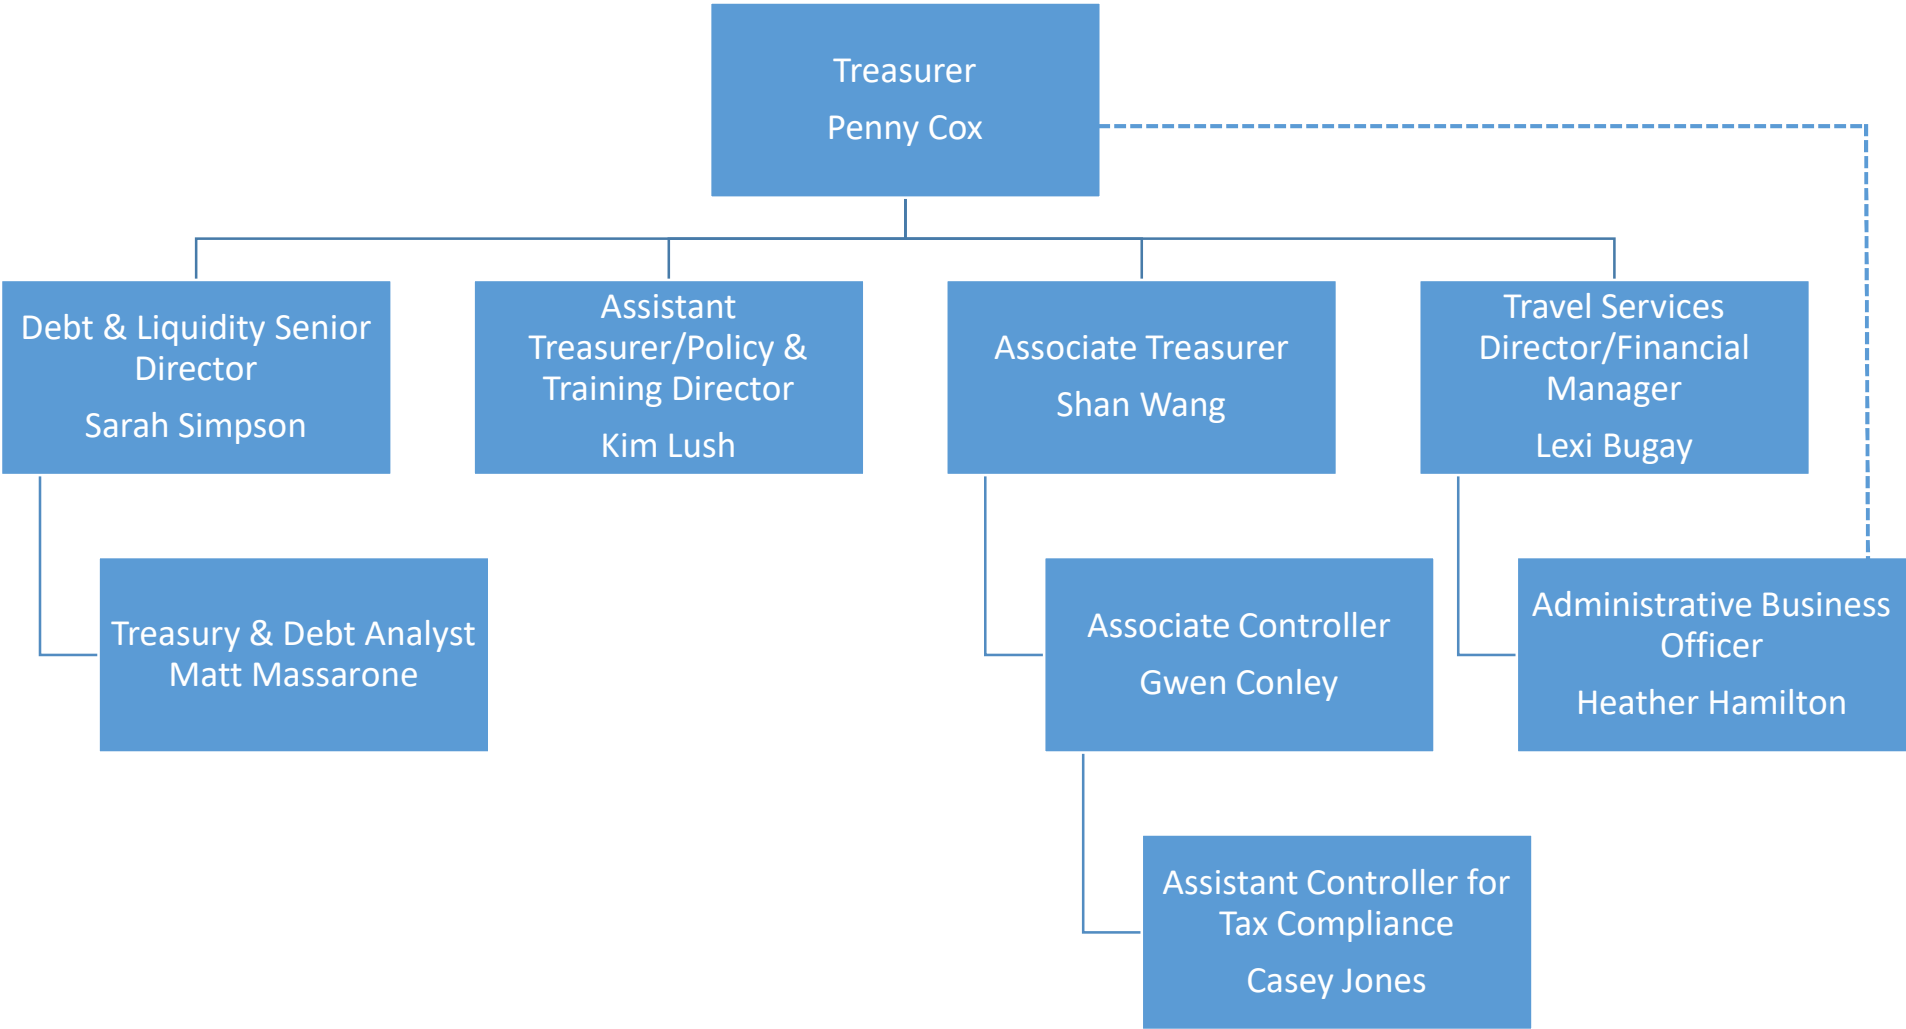 Treasurer
Penny Cox
Debt & Liquidity Senior
Director
Sarah Simpson
Assistant
Treasurer/Policy &
Training Director
Kim Lush
Associate Treasurer
Shan Wang
Travel Services
Director/Financial
Manager
Lexi Bugay
Treasury & Debt Analyst
Matt Massarone
Associate Controller
Gwen Conley
Administrative Business
Officer
Heather Hamilton
Assistant Controller for
Tax Compliance
Casey Jones